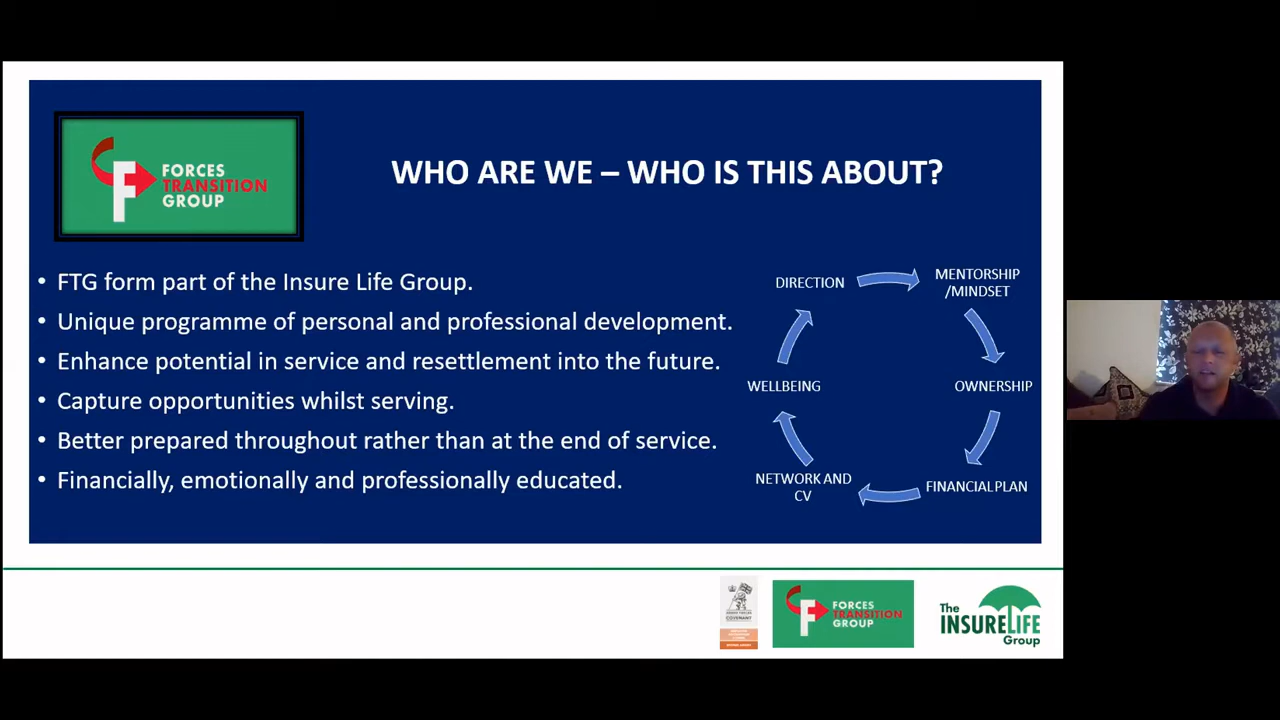 FORCES
TRANSITION
GROUP
WHO ARE WE – WHO IS THIS ABOUT?
• FTG form part of the Insure Life Group.
• Unique programme of personal and professional development.
• Enhance potential in service and resettlement into the future.
• Capture opportunities whilst serving.
• Better prepared throughout rather than at the end of service.
• Financially, emotionally and professionally educated.
DIRECTION
MENTORSHIP
/MINDSET
OWNERSHIP
FINANCIAL PLAN
NETWORK AND
CV
WELLBEING
COVENANT
FORCES
TRANSITION
GROUP
The
INSURELIFE
Group